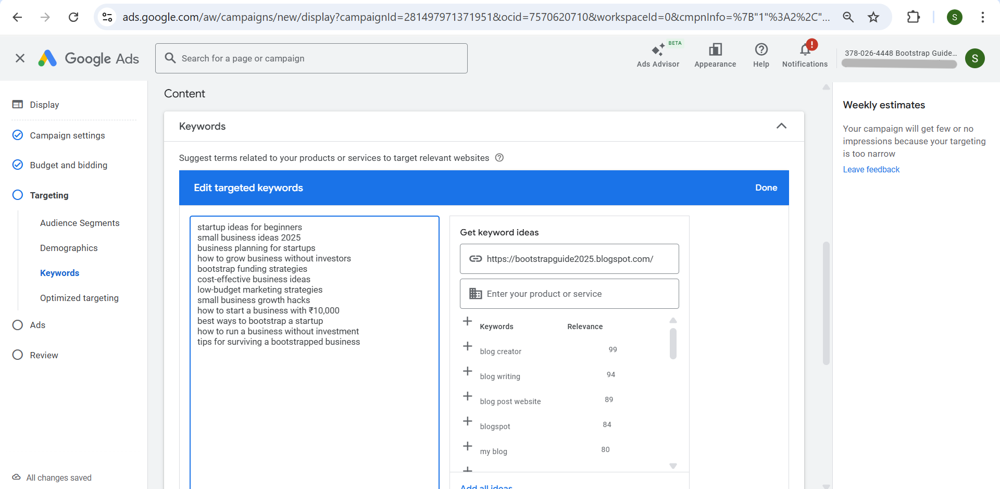 ads.google.com/aw/campaigns/new/display?campaignId=281497971371951&ocid=7570620710&workspaceId=0&cmpnInfo=%7B"1"%3A2%2C"...
S
Google Ads
Search for a page or campaign
BETA
Ads Advisor
Appearance
Help
!
Notifications
378-026-4448 Bootstrap Guide...
S
Display
Campaign settings
Budget and bidding
Targeting
Audience Segments
Demographics
Keywords
Optimized targeting
Ads
Review
All changes saved
Content
Keywords
Suggest terms related to your products or services to target relevant websites
Edit targeted keywords
Done
startup ideas for beginners
small business ideas 2025
business planning for startups
how to grow business without investors
bootstrap funding strategies
cost-effective business ideas
low-budget marketing strategies
small business growth hacks
how to start a business with ₹10,000
best ways to bootstrap a startup
how to run a business without investment
tips for surviving a bootstrapped business
Get keyword ideas
https://bootstrapguide2025.blogspot.com/
Enter your product or service
Keywords Relevance
blog creator 99
blog writing 94
blog post website 89
blogspot 84
my blog 80
Add all ideas
Weekly estimates
Your campaign will get few or no
impressions because your targeting
is too narrow
Leave feedback